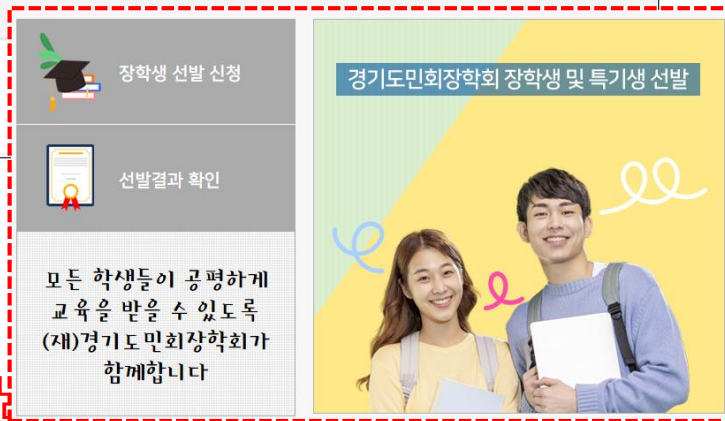 장학생 선발 신청
선발결과 확인
모든 학생들이 공평하게
교육을 받을 수 있도록
(재)경기도민회장학회가
함께합니다
경기도민회장학회 장학생 및 특기생 선발